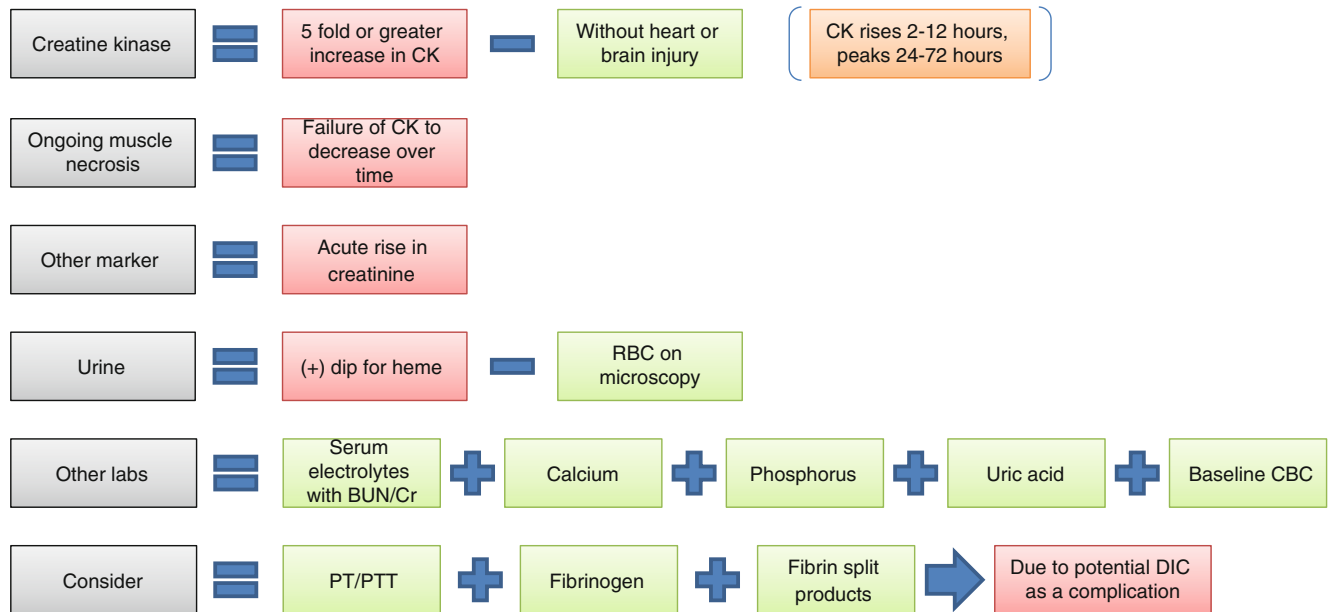 Creatine kinase
5 fold or greater
increase in CK
Without heart or
brain injury
CK rises 2-12 hours,
peaks 24-72 hours
Ongoing muscle
necrosis
Failure of CK to
decrease over
time
Other marker
Acute rise in
creatinine
Urine
(+) dip for heme
RBC on
microscopy
Other labs
Serum
electrolytes
with BUN/Cr
Calcium
Phosphorus
Uric acid
Baseline CBC
Consider
PT/PTT
Fibrinogen
Fibrin split
products
Due to potential DIC
as a complication